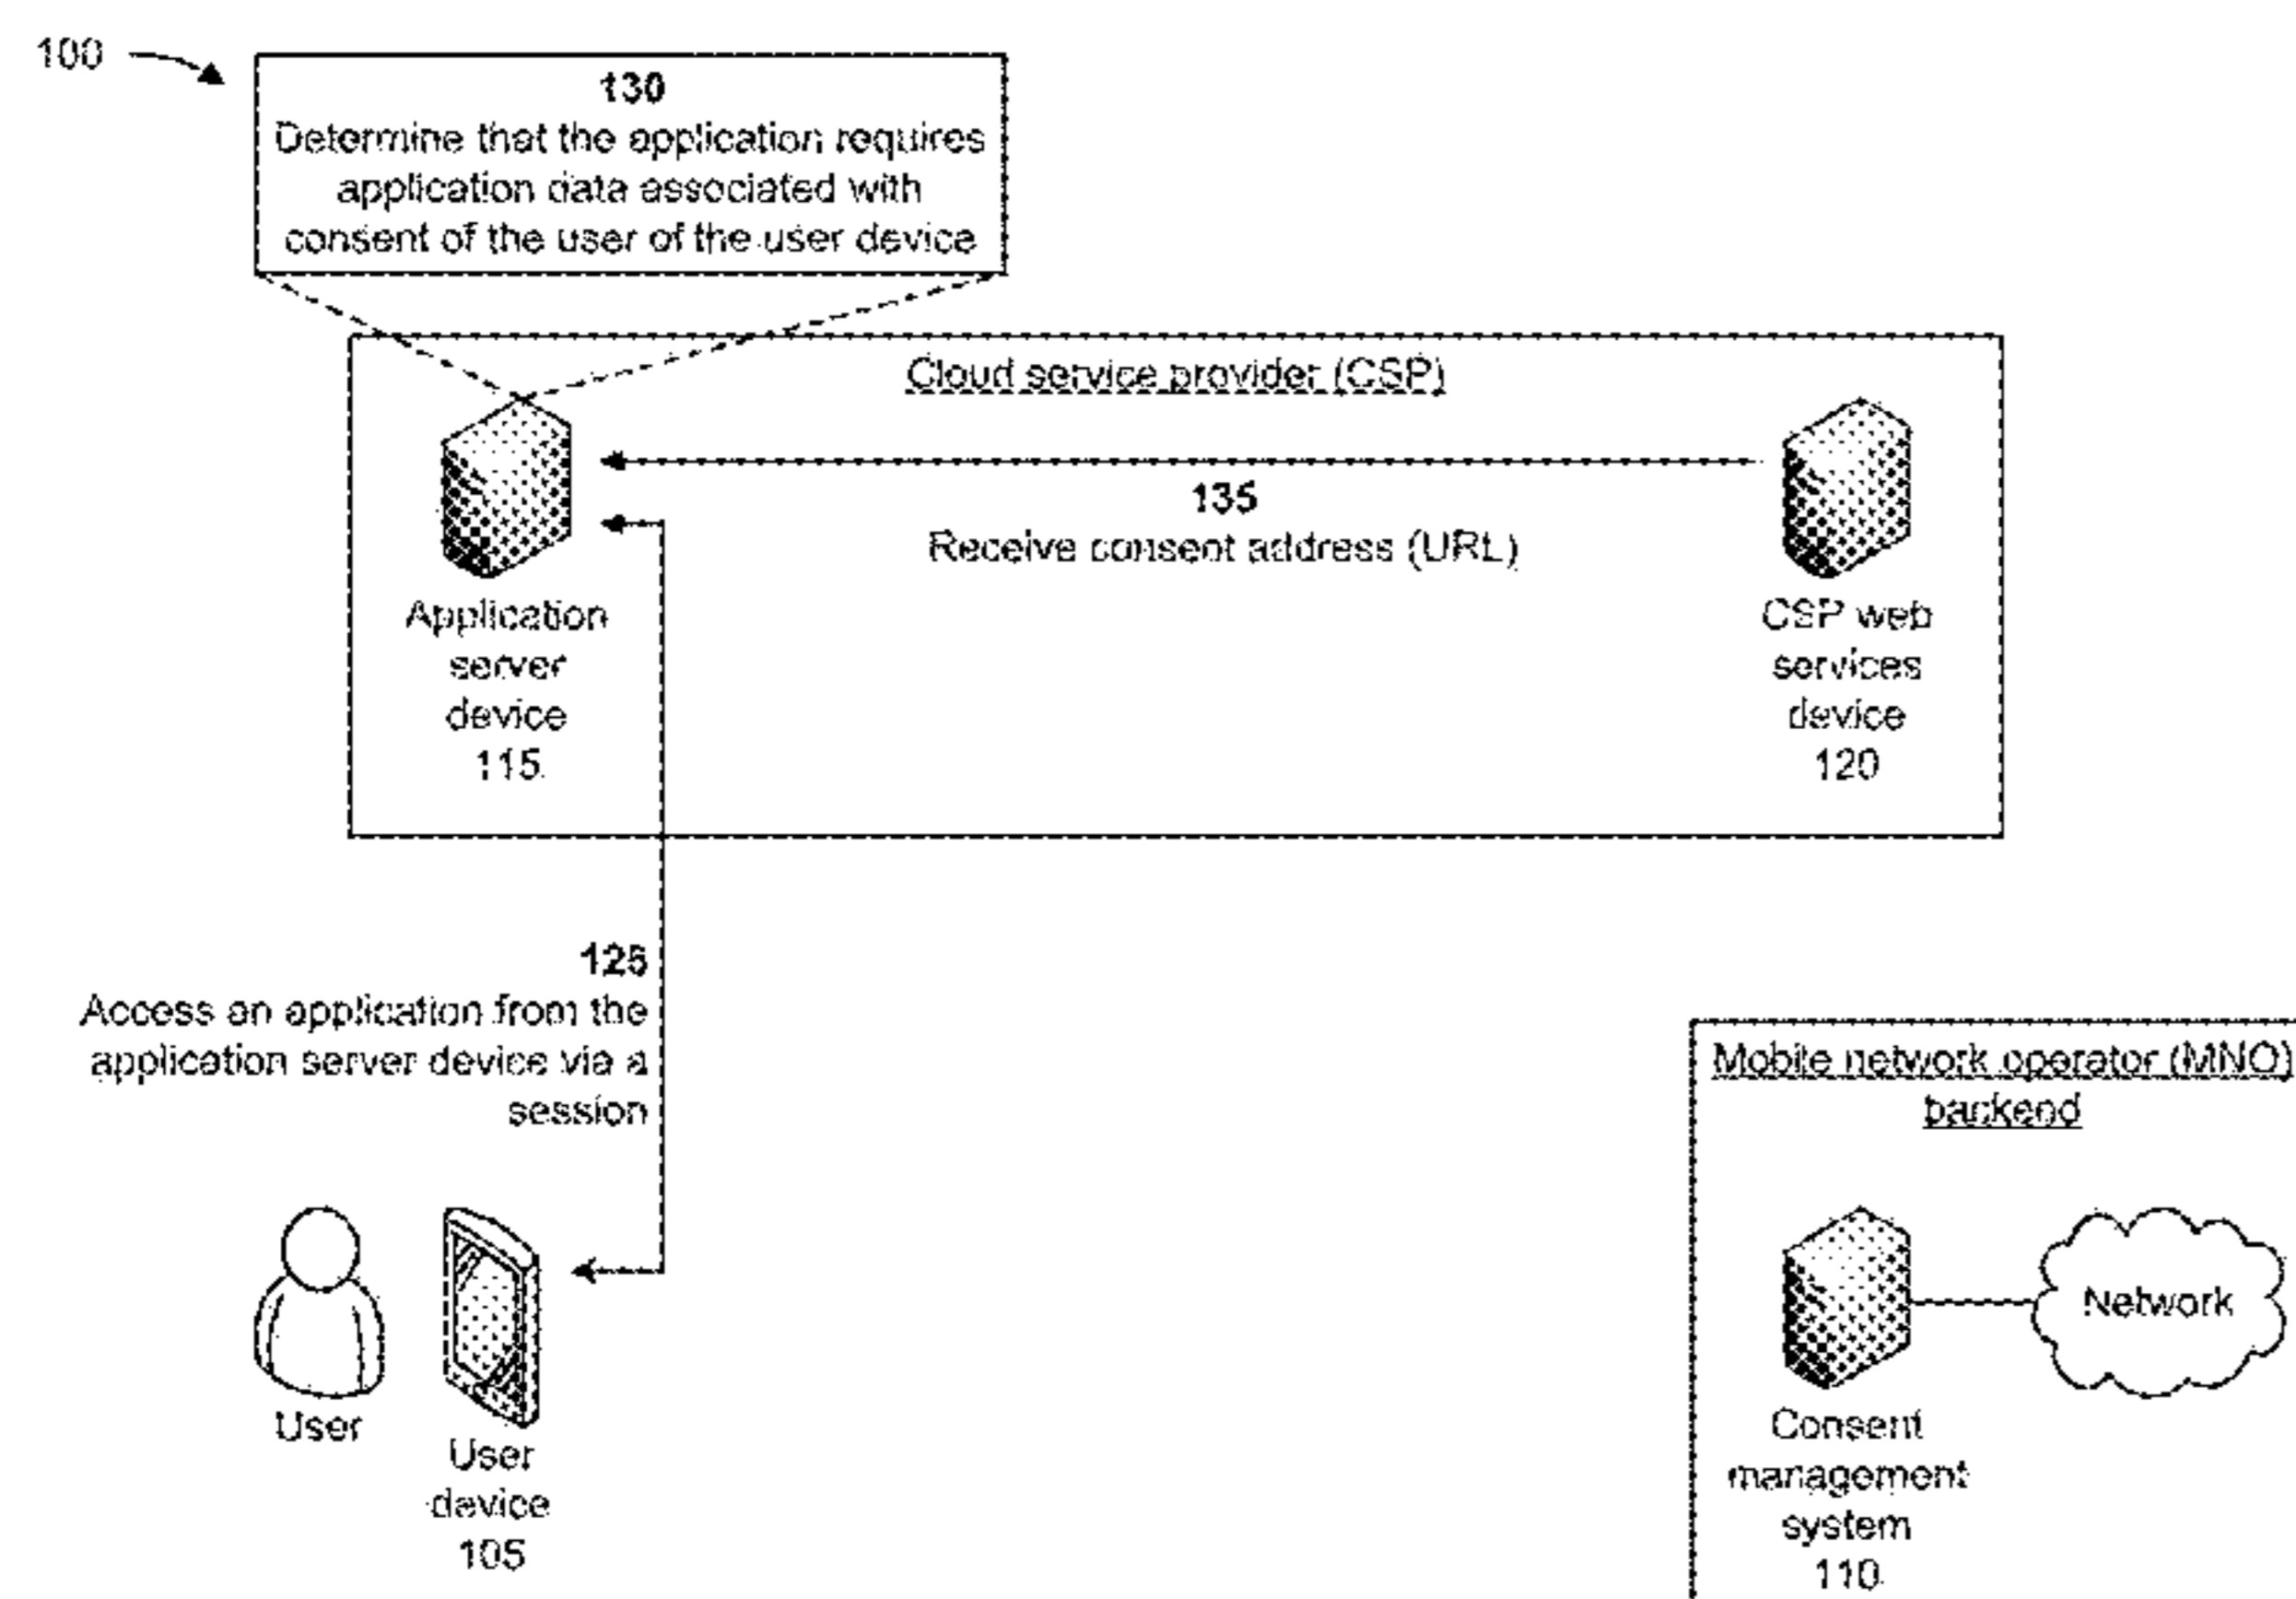 100
130
Determine that the application requires
application data associated with
consent of the user of the user device
Cloud service provider (CSP)
135
Receive consent address (URL)
Application
server
device
115
CSP web
services
device
120
125
Access an application from the
application server device via a
session
Mobile network operator (MNO)
backend
User
User
device
105
Network
Consent
management
system
110